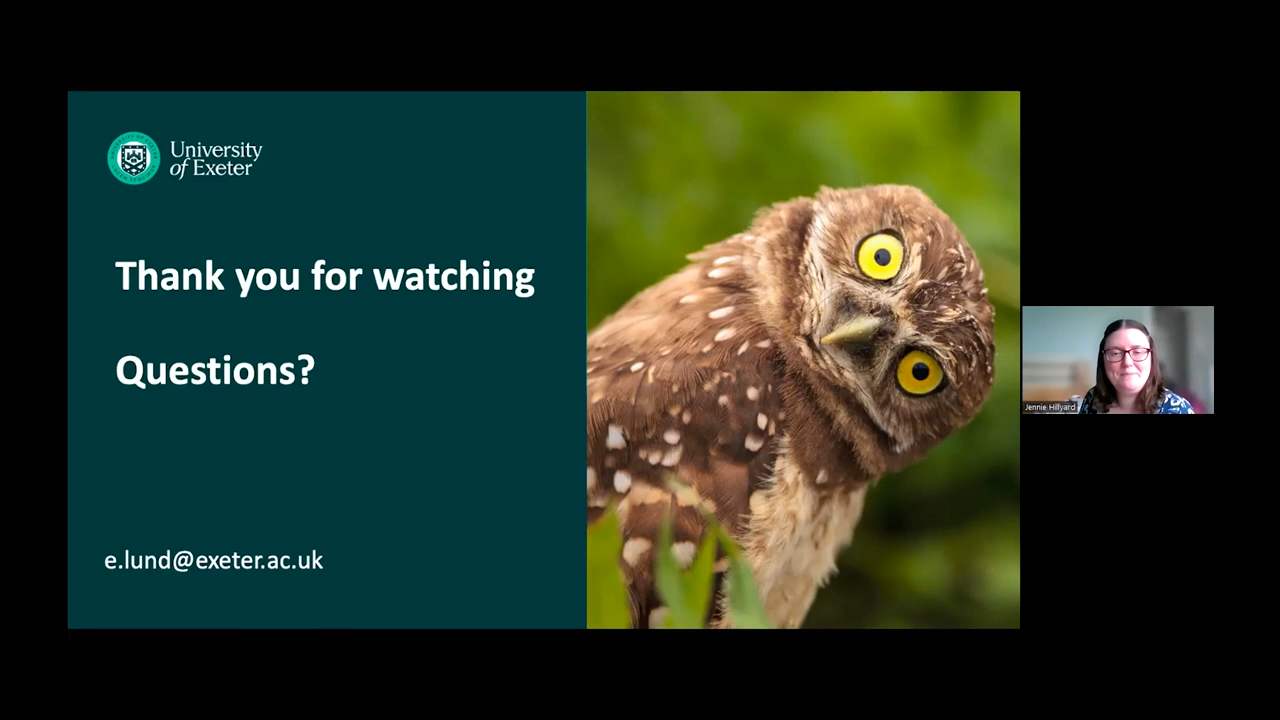 University
of Exeter
Thank you for watching
Questions?
e.lund@exeter.ac.uk
Jennie Hillyard